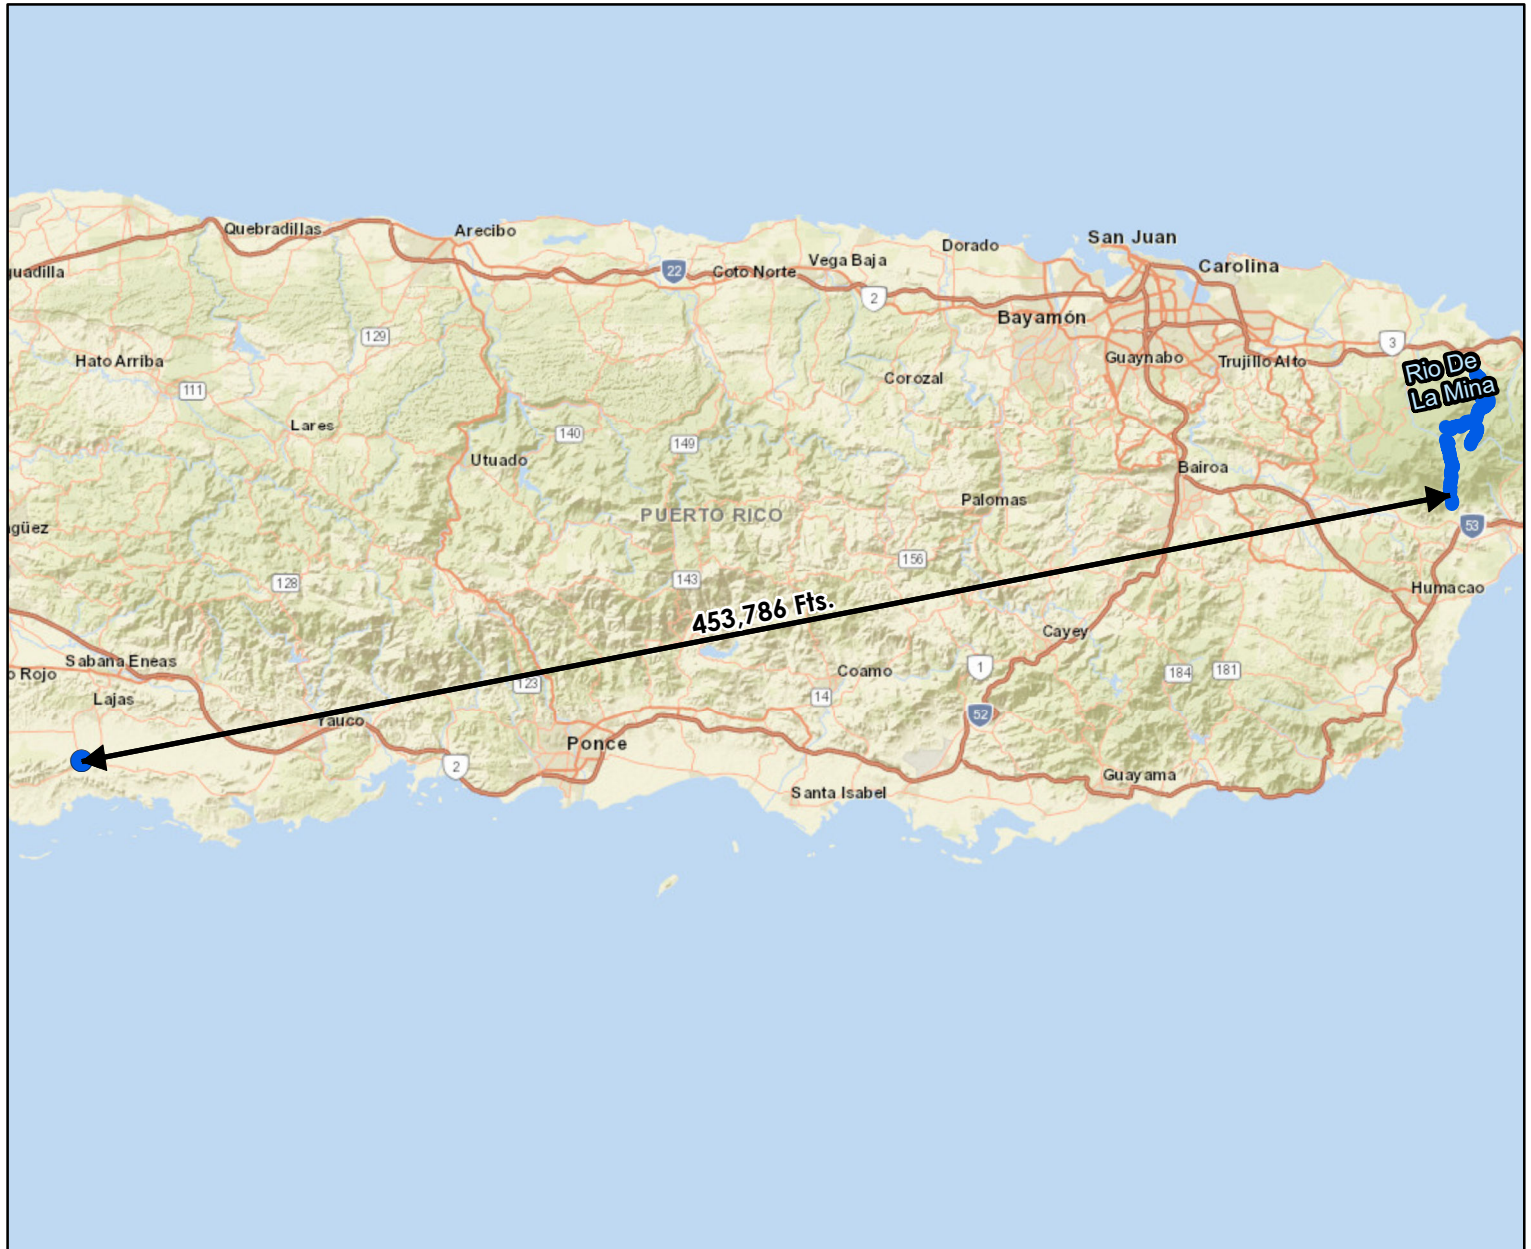 Quebradillas
Arecibo
San Juan
Dorado
Vega Baja
Carolina
guadilla
22
Coto Norte
2
Bayamón
129
3
Hato Arriba
Guaynabo
Trujillo Alto
Rio De
La Mina
111
Corozal
Lares
140
149
Utuado
Bairoa
Palomas
PUERTO RICO
agüez
53
156
128
143
Humacao
453,786 Fts.
Cayey
Sabana Eneas
o Rojo
Coamo
1
184
181
123
Lajas
14
Yauco
52
Ponce
2
Guayama
Santa Isabel